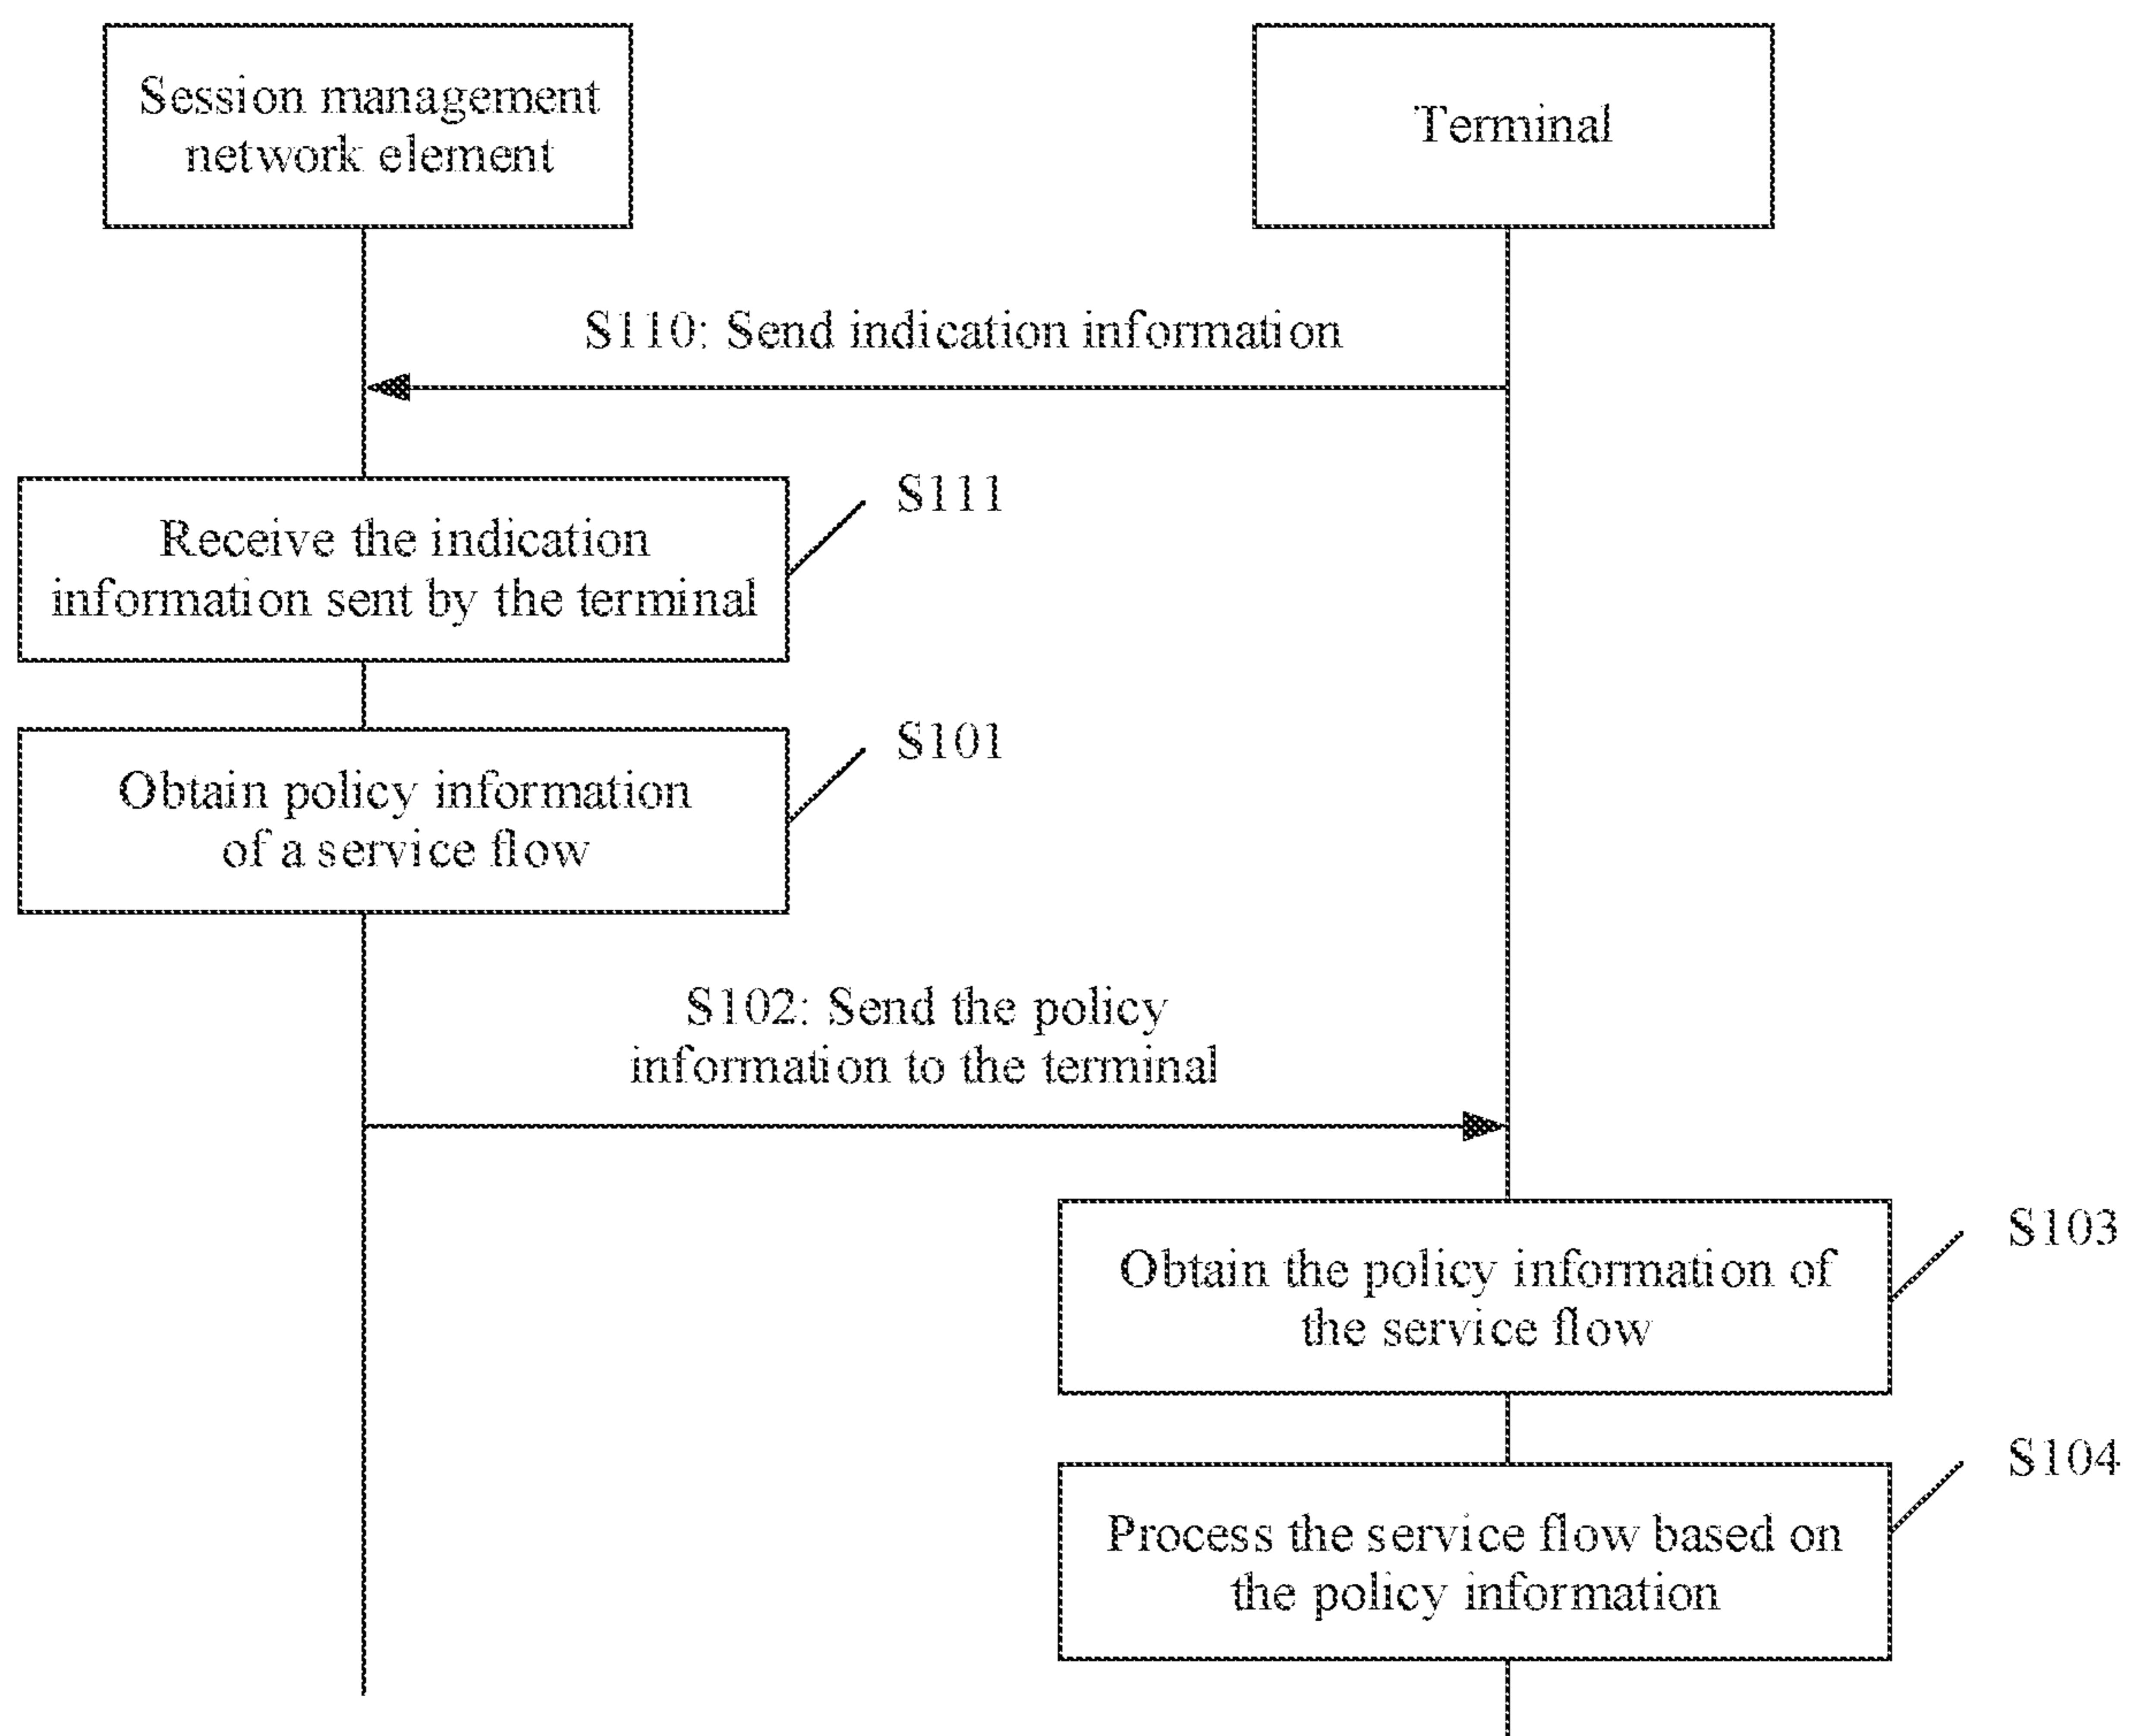 Session management
network element
Terminal
S110: Send indication information
Receive the indication
information sent by the terminal
S111
Obtain policy information
of a service flow
S101
S102: Send the policy
information to the terminal
Obtain the policy information of
the service flow
S103
Process the service flow based on
the policy information
S104